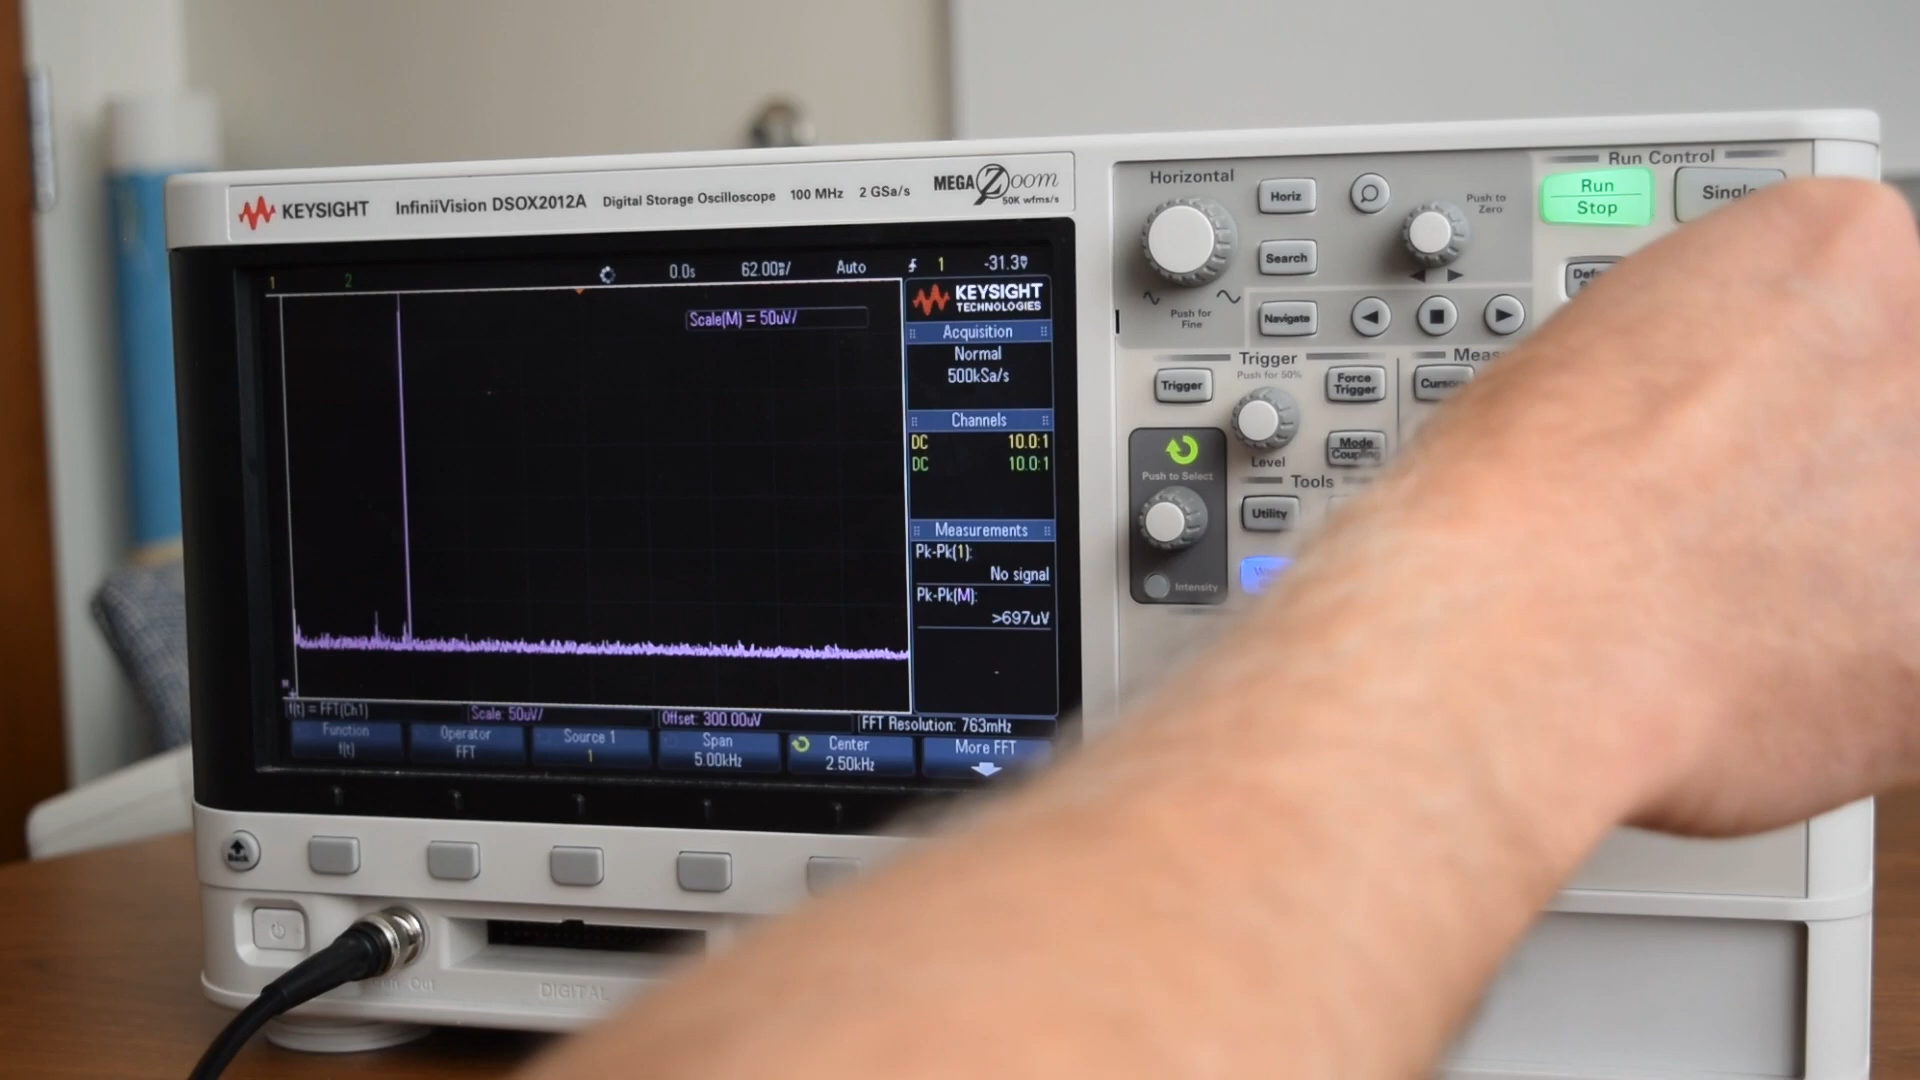 KEYSIGHT InfiniiVision DSOX2012A Digital Storage Oscilloscope 100 MHz 2 GSa/s MEGA Zoom
50K wfms/s
1 2 0.0s 62.00 Auto 1 -31.3
Scale(M) = 50uV/
KEYSIGHT
TECHNOLOGIES
Acquisition
Normal
500kSa/s
Channels
DC 10.0:1
DC 10.0:1
Measurements
Pk-Pk(1):
No signal
Pk-Pk(M):
>697uV
f(t) = FFT(Ch1) Scale: 50uV/ Offset: 300.00uV FFT Resolution: 763mHz
Function
f(t)
Operator
FFT
Source 1
1
Span
5.00kHz
Center
2.50kHz
More FFT
Back
DIGITAL
Horizontal
Horiz
Search
Navigate
Push for
Fine
Push to
Zero
Run Control
Run
Stop
Trigger
Push for 50%
Trigger
Force
Trigger
Mode
Coupling
Level
Push to Select
Intensity
Tools
Utility